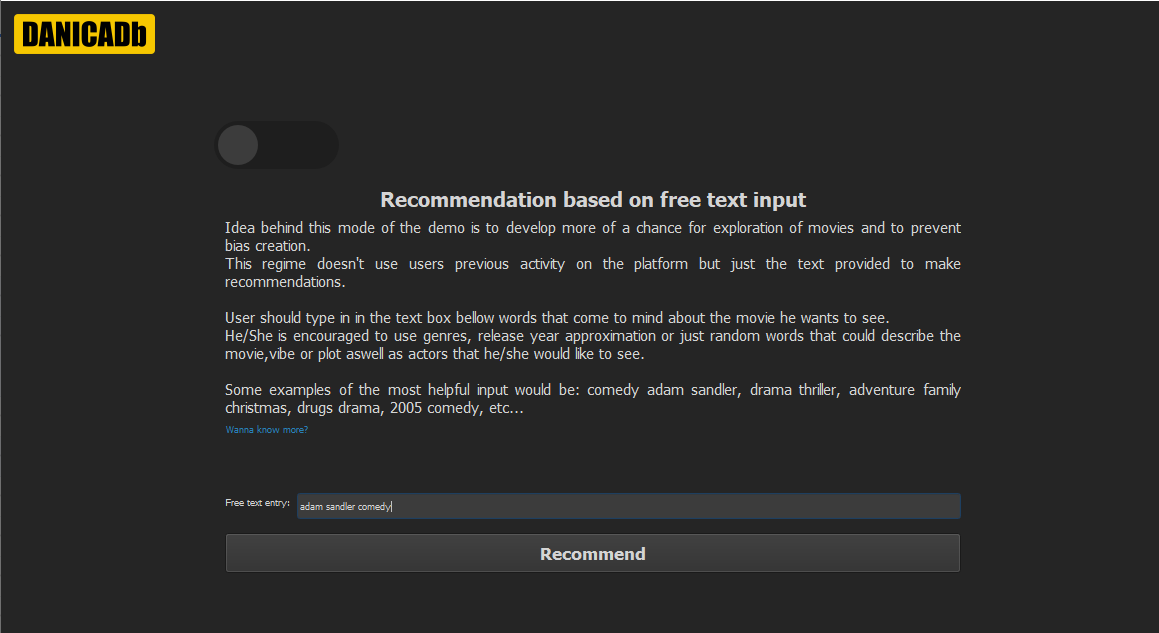 DANICADb
Recommendation based on free text input
Idea behind this mode of the demo is to develop more of a chance for exploration of movies and to prevent
bias creation.
This regime doesn't use users previous activity on the platform but just the text provided to make
recommendations.
User should type in in the text box bellow words that come to mind about the movie he wants to see.
He/She is encouraged to use genres, release year approximation or just random words that could describe the
movie,vibe or plot aswell as actors that he/she would like to see.
Some examples of the most helpful input would be: comedy adam sandler, drama thriller, adventure family
christmas, drugs drama, 2005 comedy, etc...
Wanna know more?
Free text entry: adam sandler comedy
Recommend